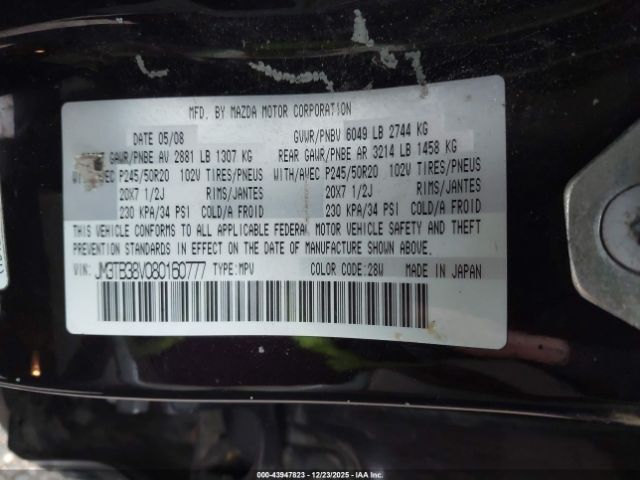 MFD. BY MAZDA MOTOR CORPORATION
DATE 05/08 GVWR/PNBV 6049 LB 2744 KG
GAWR/PNBE AV 2881 LB 1307 KG REAR GAWR/PNBE AR 3214 LB 1458 KG
WITH/AVEC P245/50R20 102V TIRES/PNEUS WITH/AVEC P245/50R20 102V TIRES/PNEUS
20X7 1/2J RIMS/JANTES 20X7 1/2J RIMS/JANTES
230 KPA/34 PSI COLD/A FROID 230 KPA/34 PSI COLD/A FROID
THIS VEHICLE CONFORMS TO ALL APPLICABLE FEDERAL MOTOR VEHICLE SAFETY AND THEFT
PREVENTION STANDARDS IN EFFECT ON THE DATE OF MANUFACTURE SHOWN ABOVE.
JM3TB38V080160777 TYPE:MPV COLOR CODE:28W MADE IN JAPAN
000-43947823 • 12/23/2025 • IAA Inc.